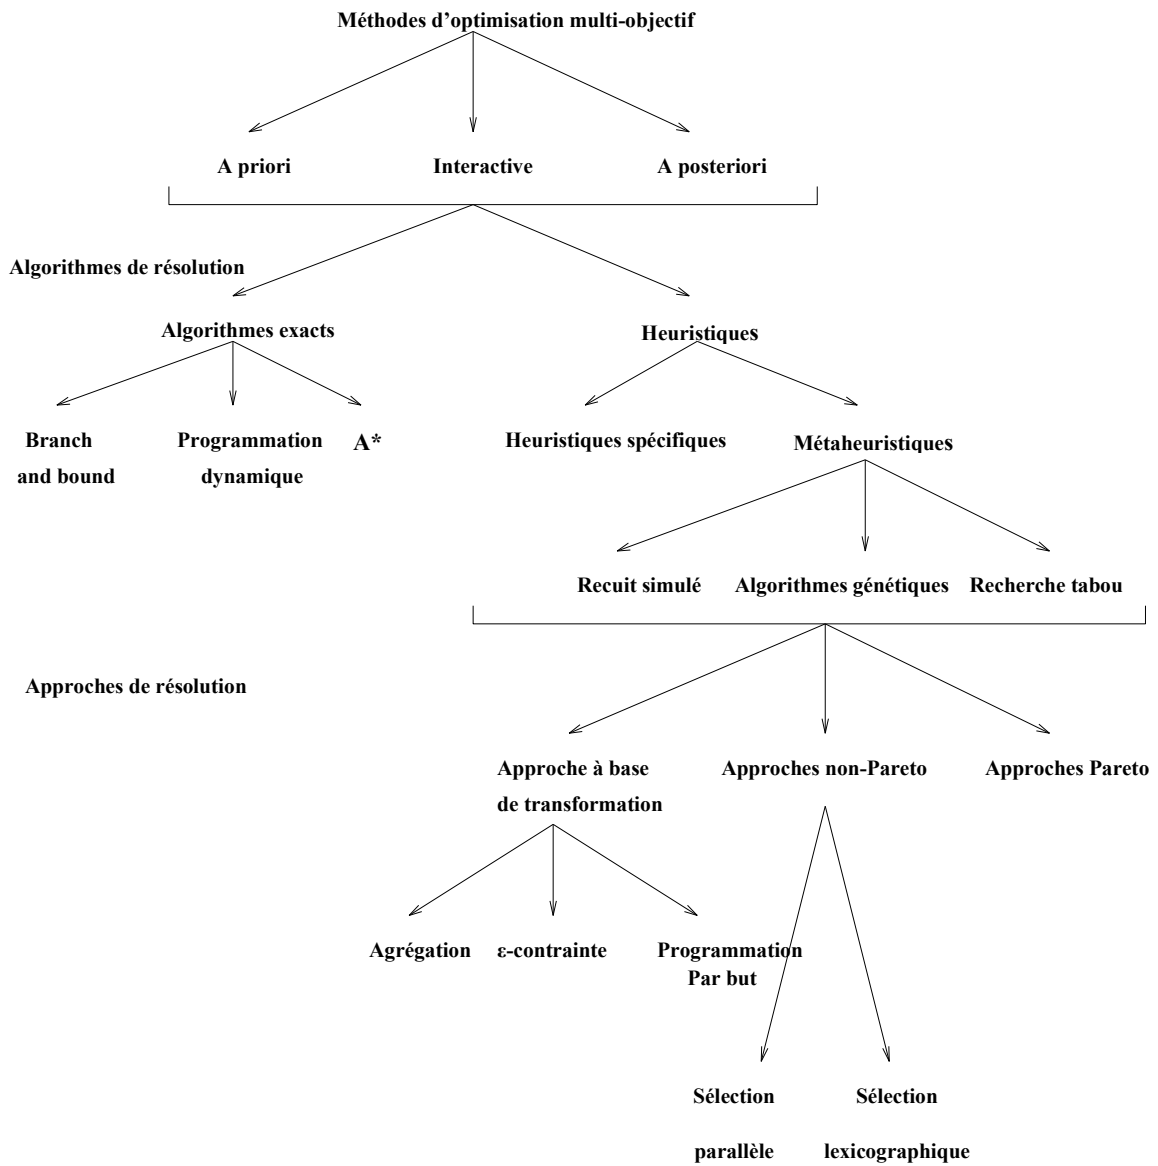 Méthodes d'optimisation multi-objectif
A priori
Interactive
A posteriori
Algorithmes de résolution
Algorithmes exacts
Heuristiques
Branch
and bound
Programmation
dynamique
A*
Heuristiques spécifiques
Métaheuristiques
Recuit simulé
Algorithmes génétiques
Recherche tabou
Approches de résolution
Approche à base
de transformation
Approches non-Pareto
Approches Pareto
Agrégation
ε-contrainte
Programmation
Par but
Sélection
parallèle
Sélection
lexicographique